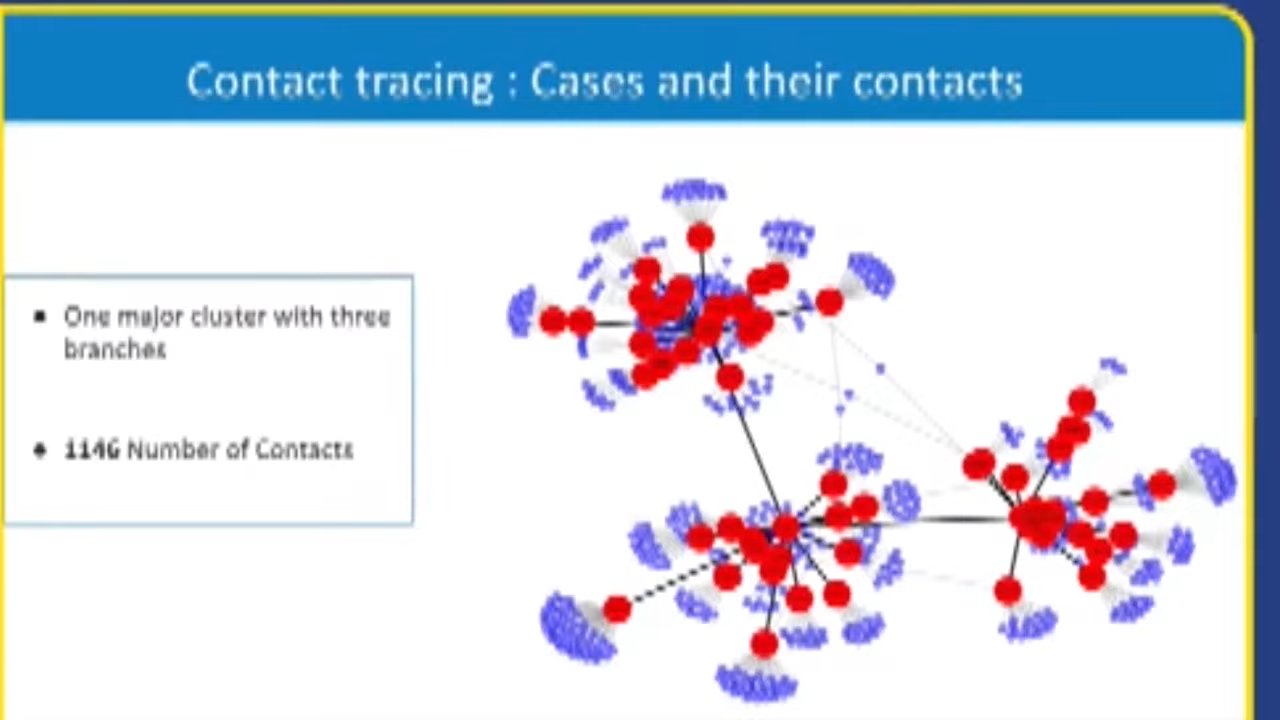 Contact tracing : Cases and their contacts
One major cluster with three
branches
1146 Number of Contacts